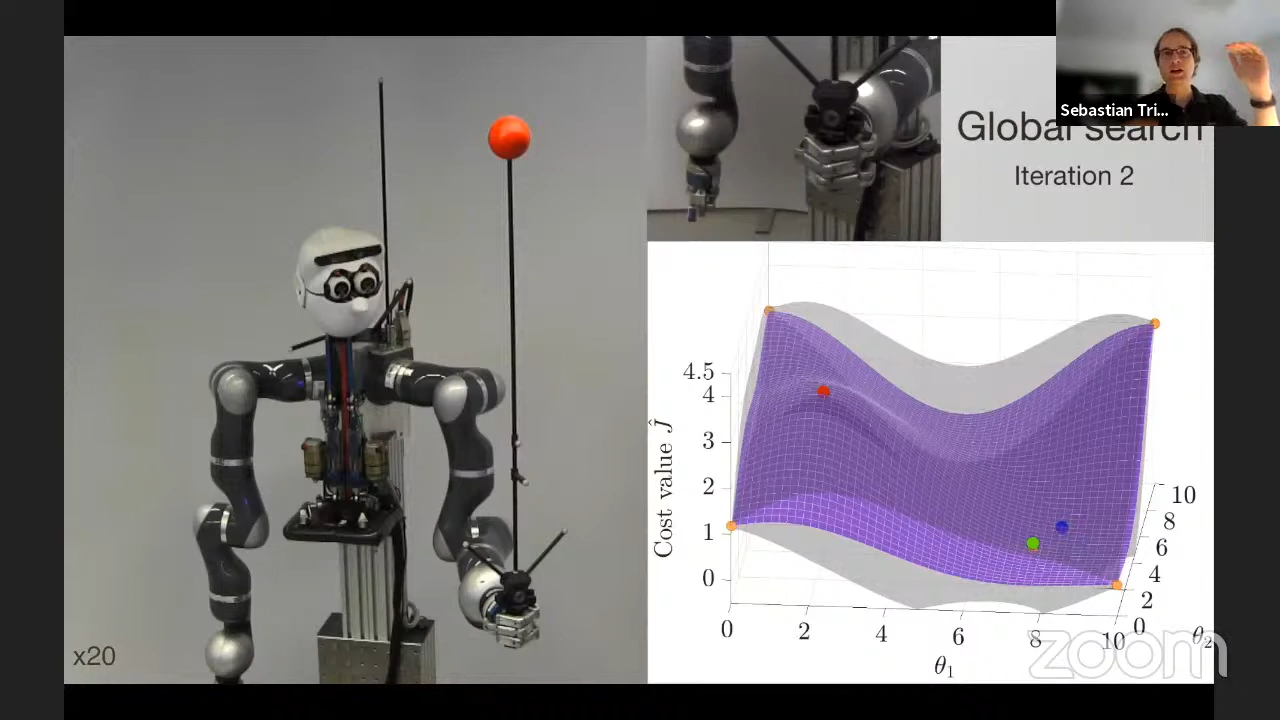 Sebastian Tri...
Global search
Iteration 2
4.5
4
3
2
1
0
Cost value Ĵ
0
2
4
6
8
10
θ₁
10
8
6
4
2
0
θ₂
x20
zoom